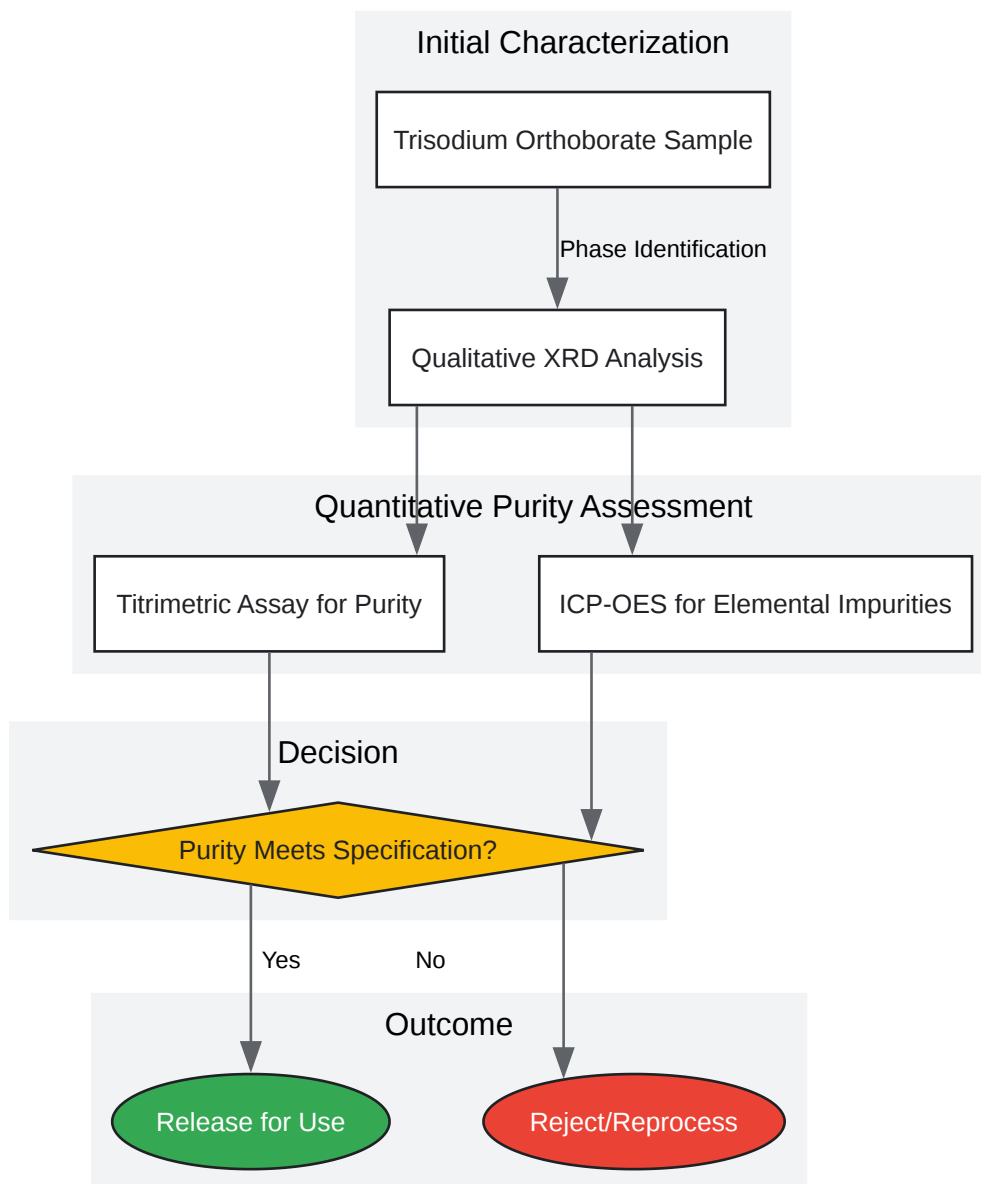 Initial Characterization
Trisodium Orthoborate Sample
Phase Identification
Qualitative XRD Analysis
Quantitative Purity Assessment
Titrimetric Assay for Purity
ICP-OES for Elemental Impurities
Decision
Purity Meets Specification?
Yes
No
Outcome
Release for Use
Reject/Reprocess